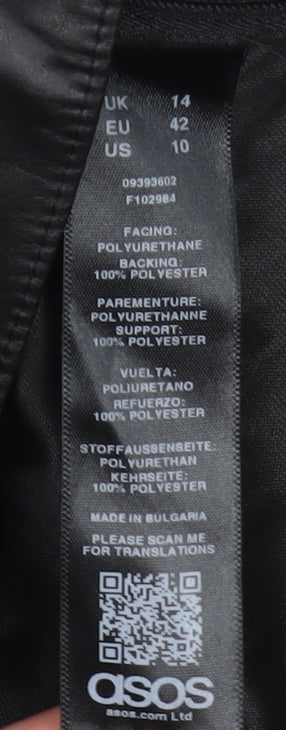 UK 14
EU 42
US 10
09393602
F102984
FACING:
POLYURETHANE
BACKING:
100% POLYESTER
PAREMENTURE:
POLYURETHANNE
SUPPORT:
100% POLYESTER
VUELTA:
POLIURETANO
REFUERZO:
100% POLYESTER
STOFFAUSSENSEITE:
POLYURETHAN
KEHRSEITE:
100% POLYESTER
MADE IN BULGARIA
PLEASE SCAN ME
FOR TRANSLATIONS
asos
asos.com Ltd